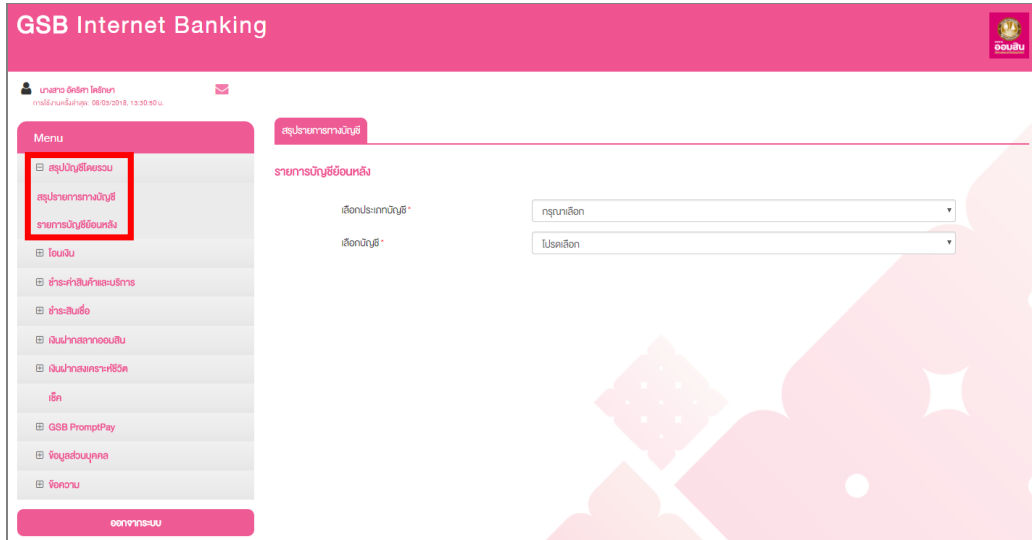 GSB Internet Banking
ออมสิน
นางสาว อัคริศา ไตรักษา
การใช้งานครั้งล่าสุด: 08/03/2018, 13:30:50 น.
Menu
สรุปบัญชีโดยรวม
สรุปรายการทางบัญชี
รายการบัญชีย้อนหลัง
โอนเงิน
ชำระค่าสินค้าและบริการ
ชำระสินเชื่อ
เงินฝากสลากออมสิน
เงินฝากสงเคราะห์ชีวิต
เช็ค
GSB PromptPay
ข้อมูลส่วนบุคคล
ข้อความ
ออกจากระบบ
สรุปรายการทางบัญชี
รายการบัญชีย้อนหลัง
เลือกประเภทบัญชี *
กรุณาเลือก
เลือกบัญชี *
โปรดเลือก